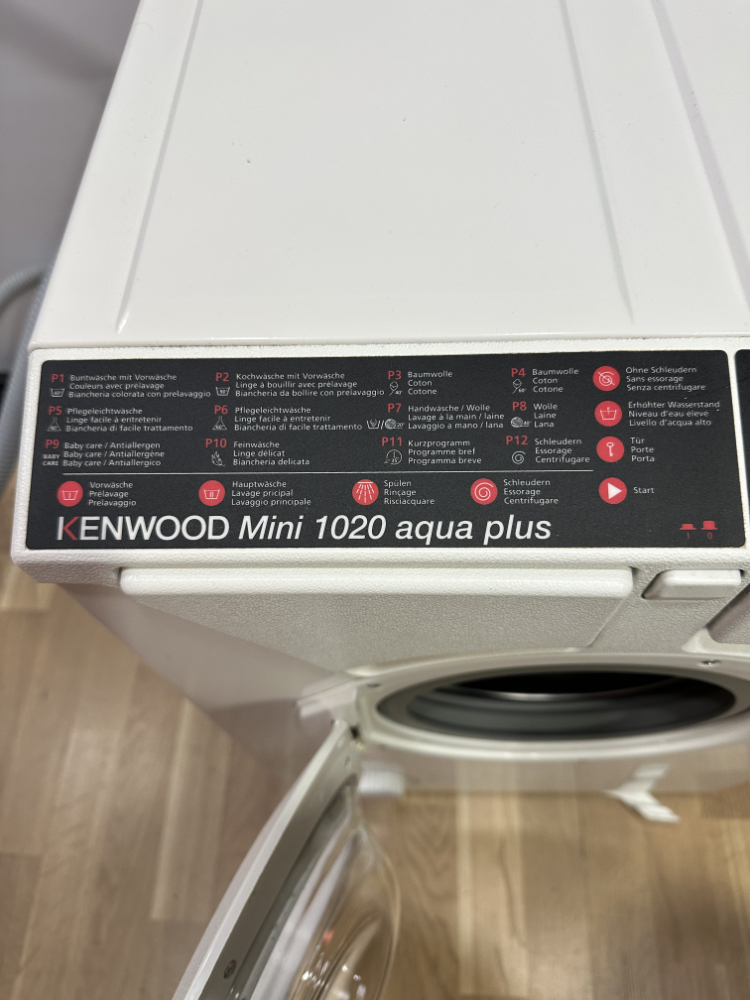 P1 Buntwäsche mit Vorwäsche
Couleurs avec prélavage
Biancheria colorata con prelavaggio
P2 Kochwäsche mit Vorwäsche
Linge à bouillir avec prélavage
Biancheria da bollire con prelavaggio
P3 Baumwolle
Coton
Cotone
P4 Baumwolle
Coton
Cotone
Ohne Schleudern
Sans essorage
Senza centrifugare
P5 Pflegeleichtwäsche
Linge facile à entretenir
Biancheria di facile trattamento
P6 Pflegeleichtwäsche
Linge facile à entretenir
Biancheria di facile trattamento
P7 Handwäsche / Wolle
Lavage à la main / laine
Lavaggio a mano / lana
P8 Wolle
Laine
Lana
Erhöhter Wasserstand
Niveau d'eau éleve
Livello d'acqua alto
P9 Baby care / Antiallergen
Baby care / Antiallergène
Baby care / Antiallergico
BABY
CARE
P10 Feinwäsche
Linge délicat
Biancheria delicata
P11 Kurzprogramm
Programme bref
Programma breve
P12 Schleudern
Essorage
Centrifugare
Tür
Porte
Porta
Vorwäsche
Prélavage
Prelavaggio
Hauptwäsche
Lavage pricipal
Lavaggio principale
Spülen
Rinçage
Risciacquare
Schleudern
Essorage
Centrifugare
Start
KENWOOD Mini 1020 aqua plus
1 0